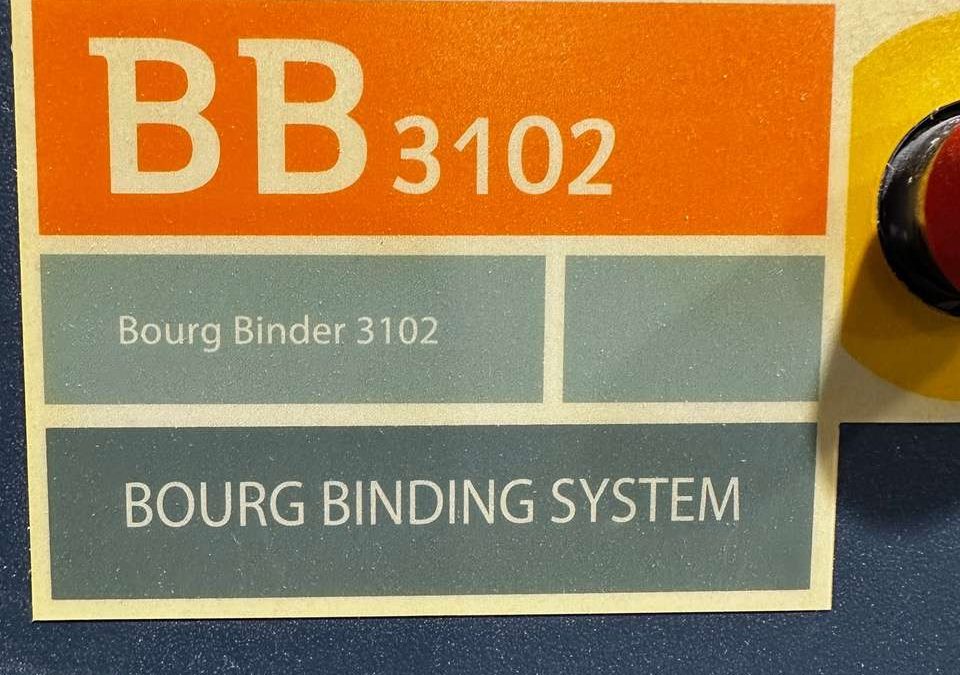 BB 3102
Bourg Binder 3102
BOURG BINDING SYSTEM